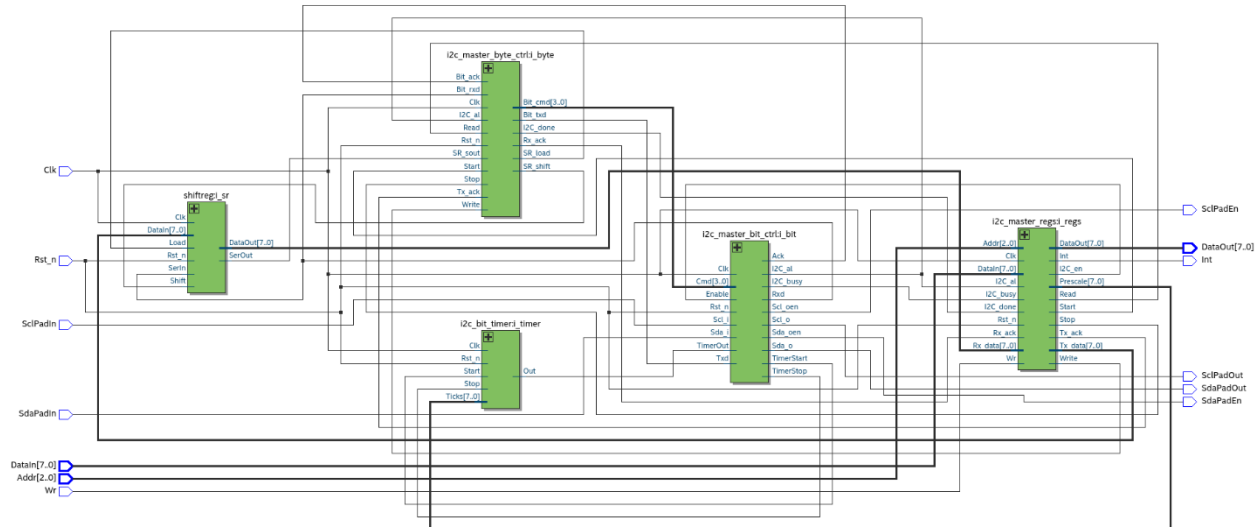 i2c_master_byte_ctrl:i_byte
Bit_ack
Bit_rxd
Clk
I2C_al
Read
Rst_n
SR_sout
Start
Stop
Tx_ack
Write
Bit_cmd[3..0]
Bit_txd
I2C_done
Rx_ack
SR_load
SR_shift
Clk
Rst_n
SclPadIn
SdaPadIn
DataIn[7..0]
Addr[2..0]
Wr
shiftreg:i_sr
Clk
DataIn[7..0]
Load
Rst_n
SerIn
Shift
DataOut[7..0]
SerOut
i2c_bit_timer:i_timer
Clk
Rst_n
Start
Stop
Ticks[7..0]
Out
i2c_master_bit_ctrl:i_bit
Clk
Cmd[3..0]
Enable
Rst_n
Scl_i
Sda_i
TimerOut
Txd
Ack
I2C_al
I2C_busy
Rxd
Scl_oen
Scl_o
Sda_oen
Sda_o
TimerStart
TimerStop
i2c_master_regs:i_regs
Addr[2..0]
Clk
DataIn[7..0]
I2C_al
I2C_busy
I2C_done
Rst_n
Rx_ack
Rx_data[7..0]
Wr
DataOut[7..0]
Int
I2C_en
Prescale[7..0]
Read
Start
Stop
Tx_ack
Tx_data[7..0]
Write
SclPadEn
DataOut[7..0]
Int
SclPadOut
SdaPadOut
SdaPadEn